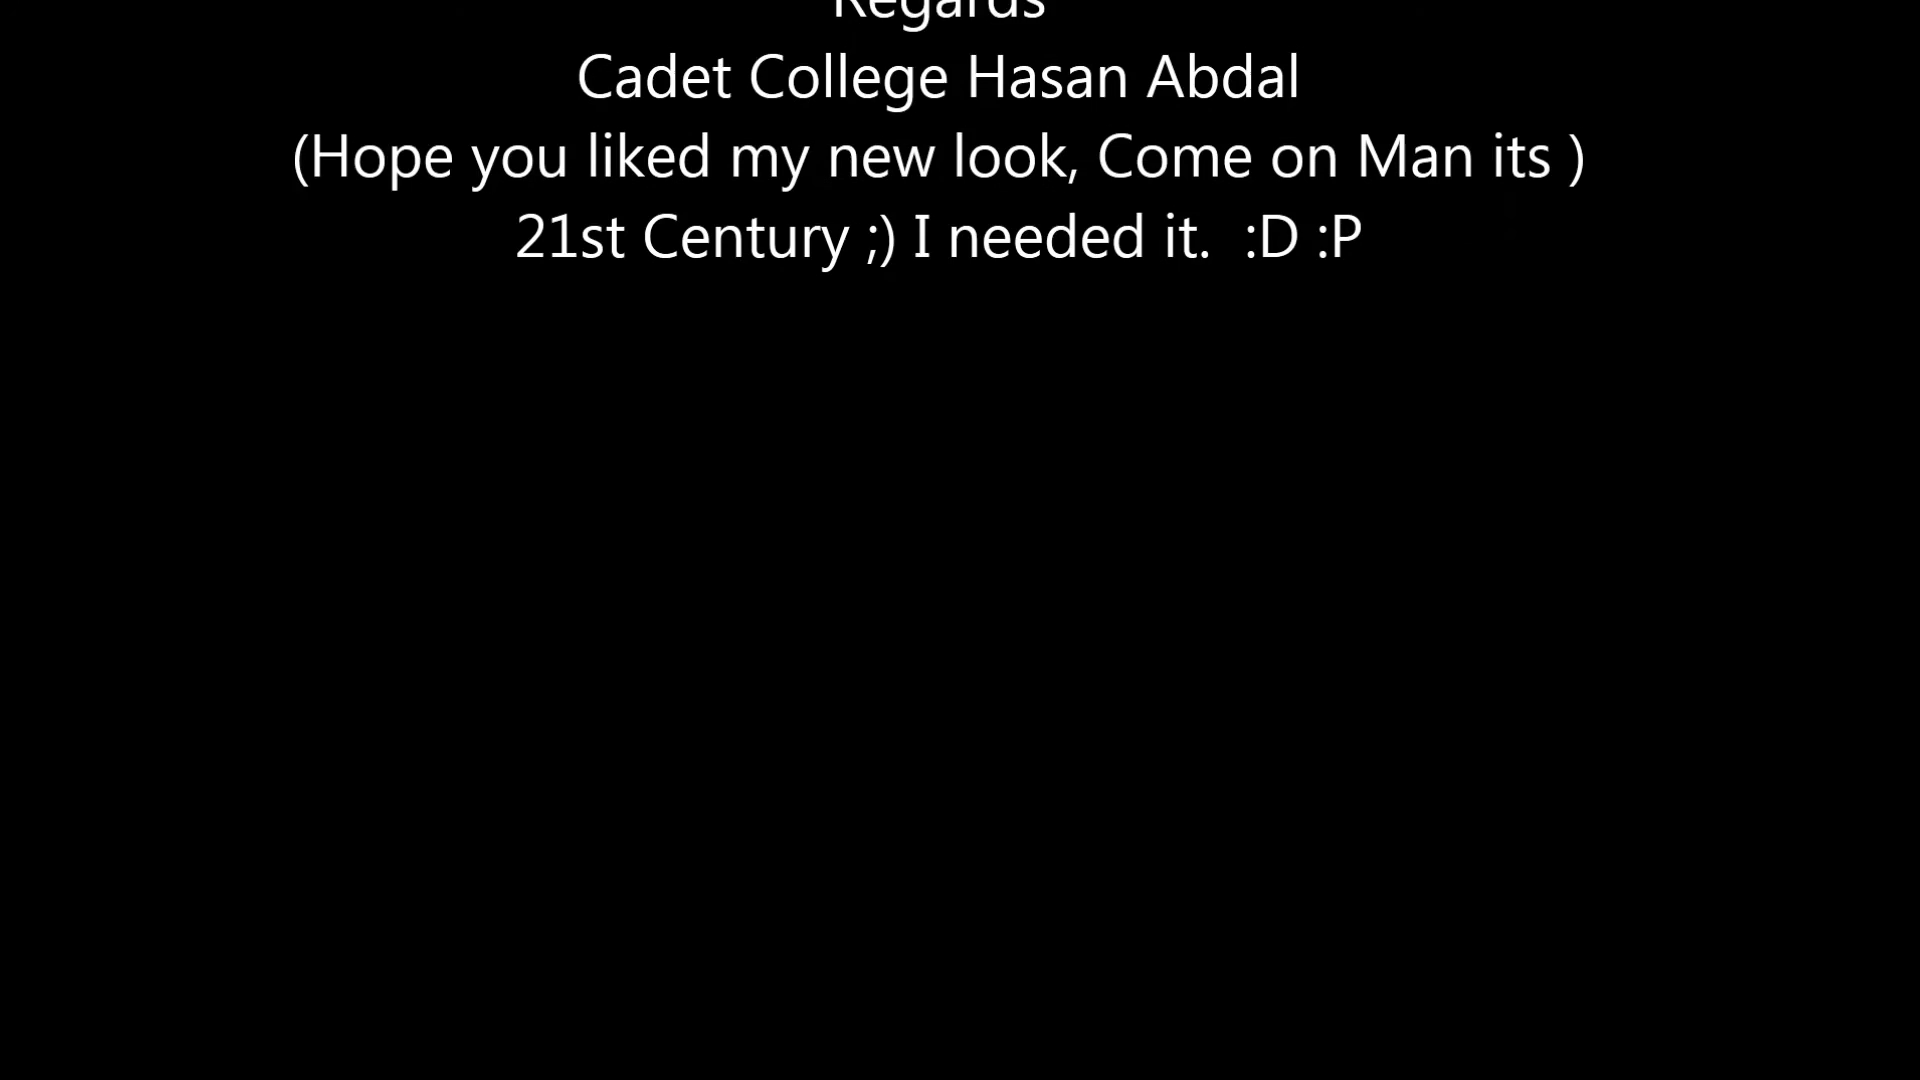 Regards
Cadet College Hasan Abdal
(Hope you liked my new look, Come on Man its )
21st Century ;) I needed it.  :D :P